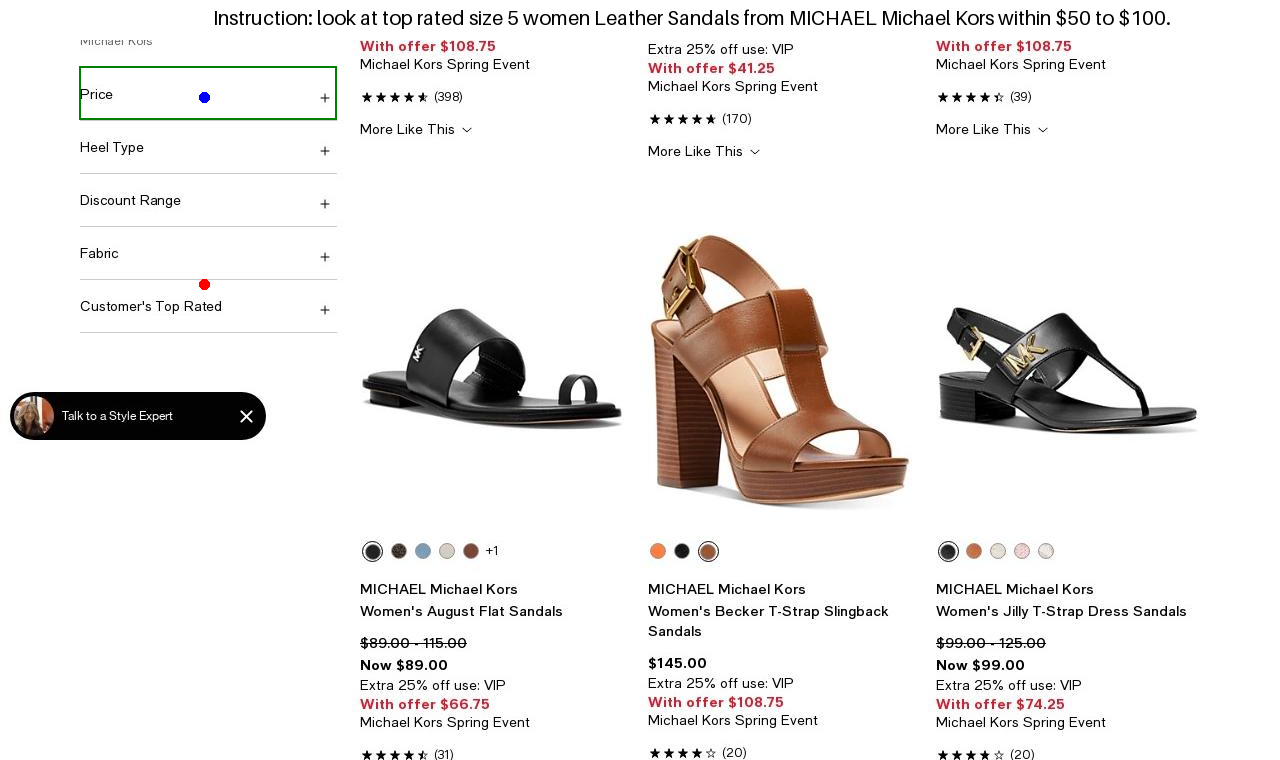 Instruction: look at top rated size 5 women Leather Sandals from MICHAEL Michael Kors within $50 to $100.
Michael Kors
Price
Heel Type
Discount Range
Fabric
Customer's Top Rated
Talk to a Style Expert
With offer $108.75
Michael Kors Spring Event
(398)
More Like This
Extra 25% off use: VIP
With offer $41.25
Michael Kors Spring Event
(170)
More Like This
With offer $108.75
Michael Kors Spring Event
(39)
More Like This
MK
MK
+1
MICHAEL Michael Kors
Women's August Flat Sandals
$89.00 - 115.00
Now $89.00
Extra 25% off use: VIP
With offer $66.75
Michael Kors Spring Event
(31)
MICHAEL Michael Kors
Women's Becker T-Strap Slingback
Sandals
$145.00
Extra 25% off use: VIP
With offer $108.75
Michael Kors Spring Event
(20)
MICHAEL Michael Kors
Women's Jilly T-Strap Dress Sandals
$99.00 - 125.00
Now $99.00
Extra 25% off use: VIP
With offer $74.25
Michael Kors Spring Event
(20)